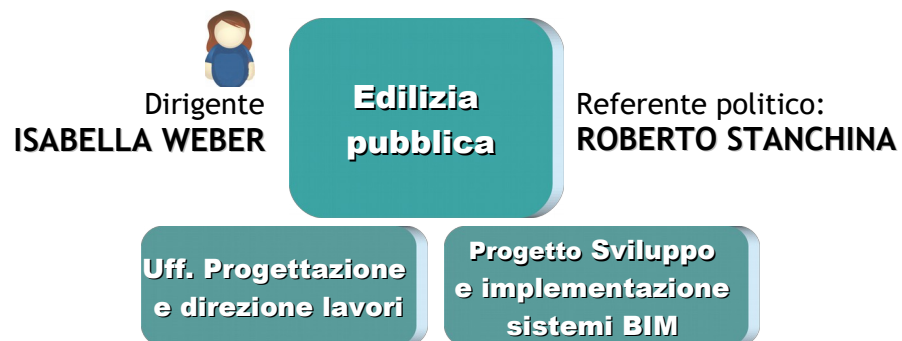 Dirigente
ISABELLA WEBER
Edilizia
pubblica
Referente politico:
ROBERTO STANCHINA
Uff. Progettazione
e direzione lavori
Progetto Sviluppo
e implementazione
sistemi BIM